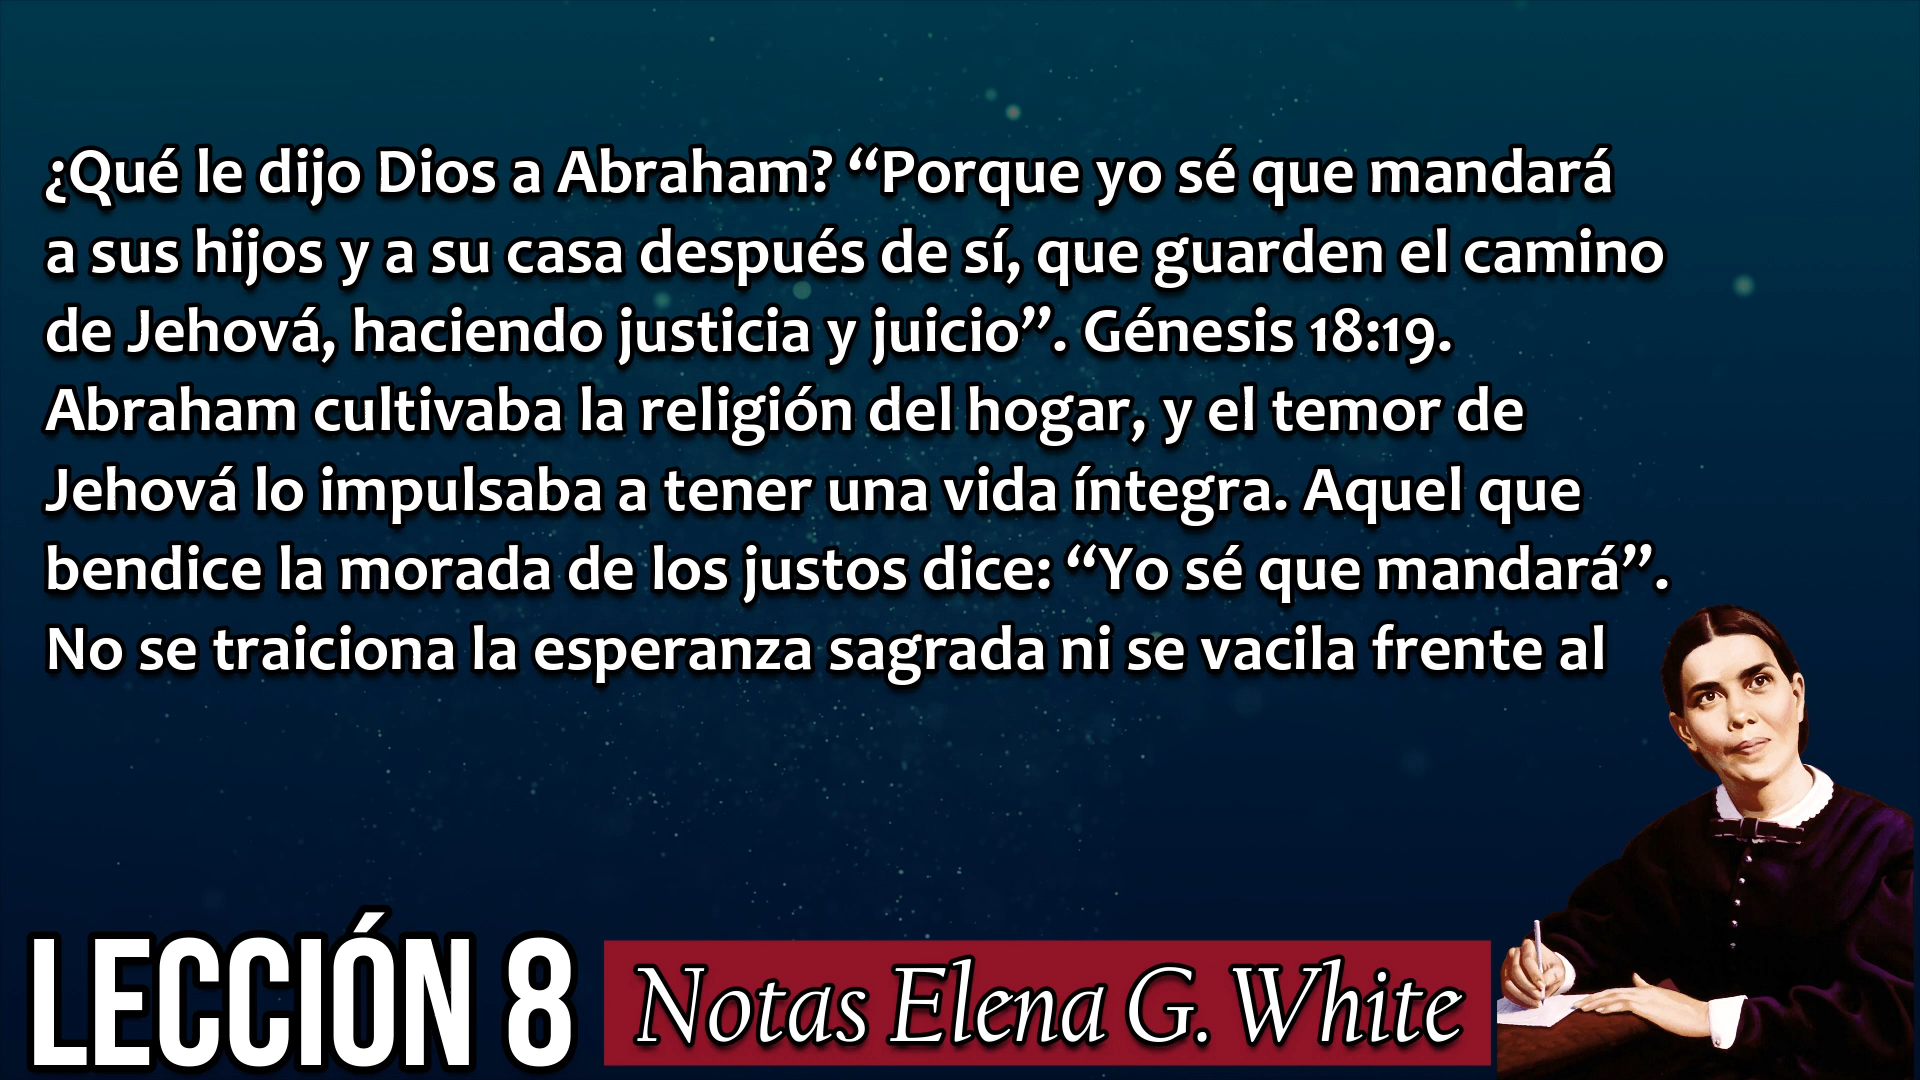 ¿Qué le dijo Dios a Abraham? “Porque yo sé que mandará
a sus hijos y a su casa después de sí, que guarden el camino
de Jehová, haciendo justicia y juicio”. Génesis 18:19.
Abraham cultivaba la religión del hogar, y el temor de
Jehová lo impulsaba a tener una vida íntegra. Aquel que
bendice la morada de los justos dice: “Yo sé que mandará”.
No se traiciona la esperanza sagrada ni se vacila frente al
LECCIÓN 8
Notas Elena G. White